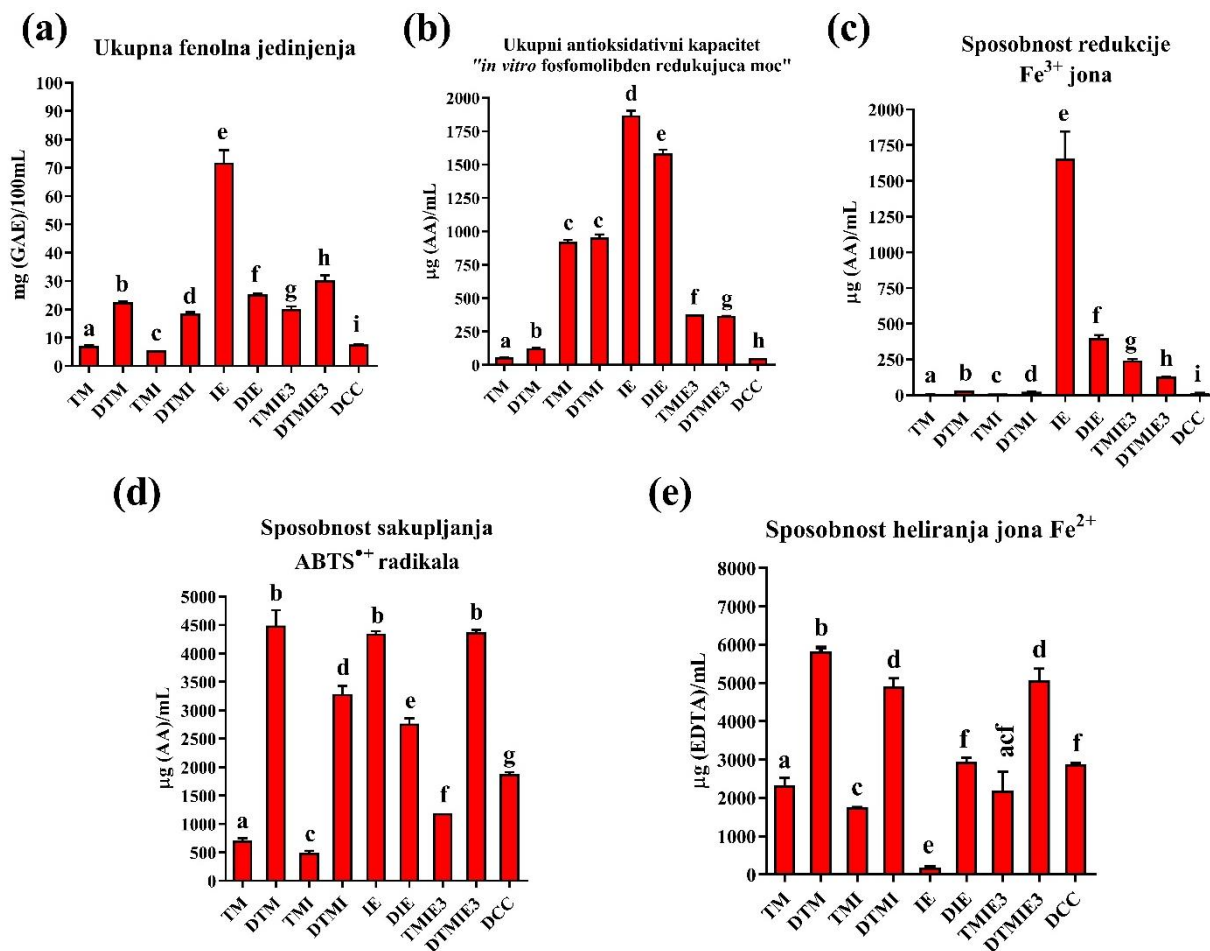 (a)
Ukupna fenolna jedinjenja
mg (GAE)/100mL
100
90
80
70
60
50
40
30
20
10
0
a
b
c
d
e
f
g
h
i
TM
DTM
TMI
DTMI
IE
DIE
TMIE3
DTMIE3
DCC
(b)
Ukupni antioksidativni kapacitet
"in vitro fosfomolibden redukujuca moc"
µg (AA)/mL
2000
1750
1500
1250
1000
750
500
250
0
a
b
c
c
d
e
f
g
h
TM
DTM
TMI
DTMI
IE
DIE
TMIE3
DTMIE3
DCC
(c)
Sposobnost redukcije
Fe³⁺ jona
µg (AA)/mL
2000
1750
1500
1250
1000
750
500
250
0
a
b
c
d
e
f
g
h
i
TM
DTM
TMI
DTMI
IE
DIE
TMIE3
DTMIE3
DCC
(d)
Sposobnost sakupljanja
ABTS•⁺ radikala
µg (AA)/mL
5000
4500
4000
3500
3000
2500
2000
1500
1000
500
0
a
b
c
d
b
e
f
b
g
TM
DTM
TMI
DTMI
IE
DIE
TMIE3
DTMIE3
DCC
(e)
Sposobnost heliranja jona Fe²⁺
µg (EDTA)/mL
8000
7000
6000
5000
4000
3000
2000
1000
0
a
b
c
d
e
f
acf
d
f
TM
DTM
TMI
DTMI
IE
DIE
TMIE3
DTMIE3
DCC